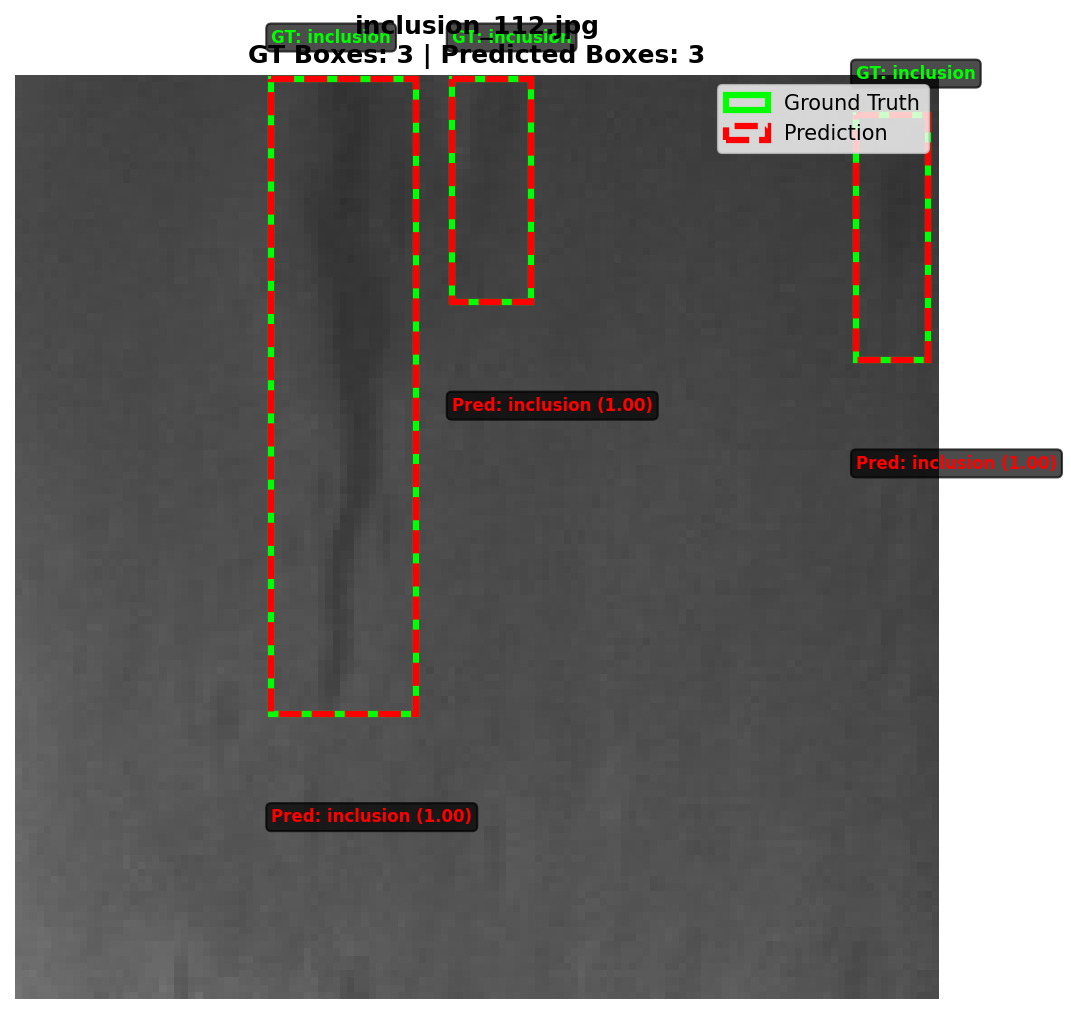 inclusion_112.jpg
GT Boxes: 3 | Predicted Boxes: 3
GT: inclusion
GT: inclusion
GT: inclusion
Ground Truth
Prediction
Pred: inclusion (1.00)
Pred: inclusion (1.00)
Pred: inclusion (1.00)